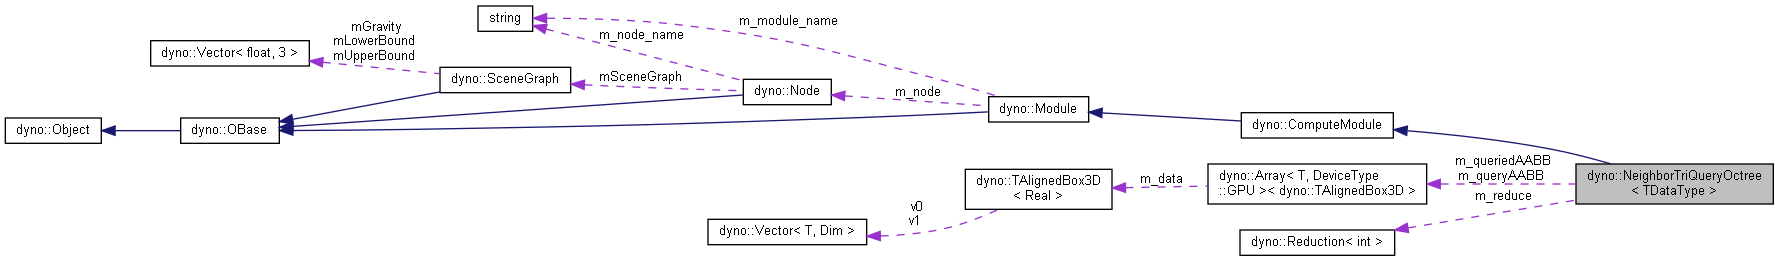 string
m_module_name
mGravity
mLowerBound
mUpperBound
m_node_name
dyno::Vector< float, 3 >
dyno::SceneGraph
mSceneGraph
dyno::Node
m_node
dyno::Module
dyno::Object
dyno::OBase
dyno::ComputeModule
m_queriedAABB
m_queryAABB
dyno::NeighborTriQueryOctree
< TDataType >
dyno::Array< T, DeviceType
::GPU >< dyno::TAlignedBox3D >
m_data
dyno::TAlignedBox3D
< Real >
m_reduce
v0
v1
dyno::Vector< T, Dim >
dyno::Reduction< int >